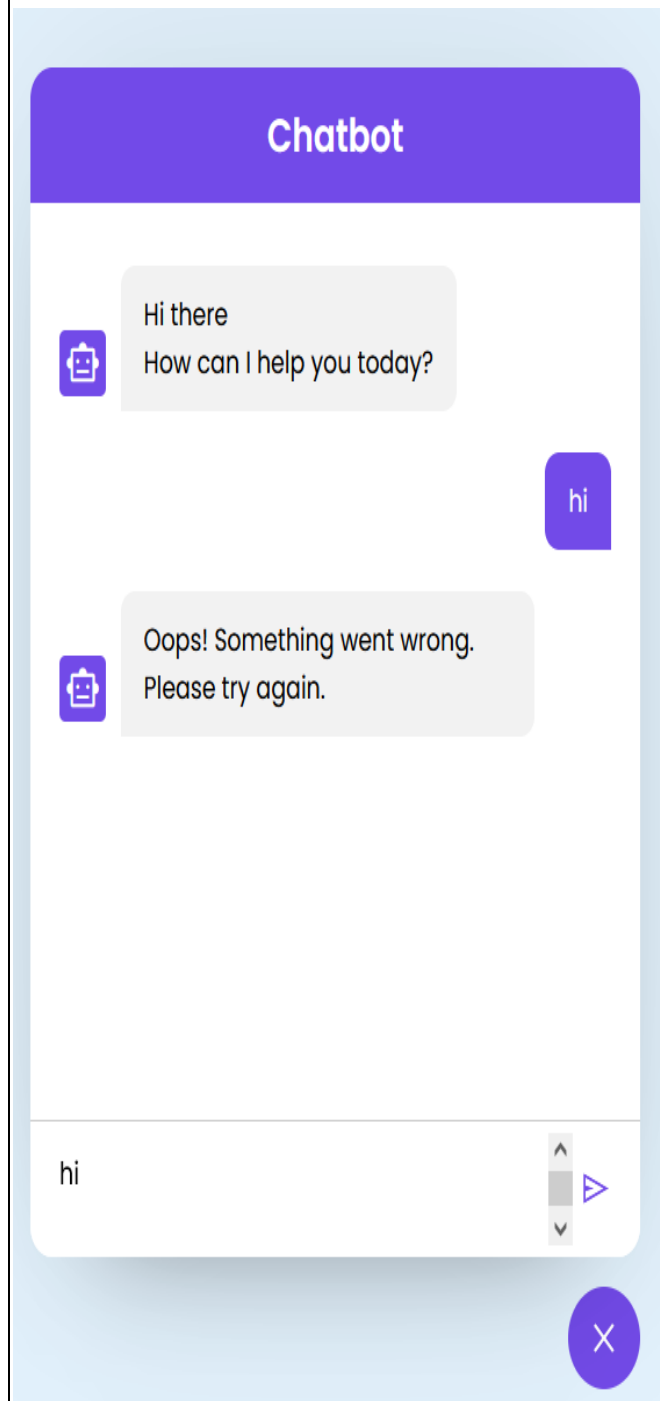 Chatbot
Hi there
How can I help you today?
hi
Oops! Something went wrong.
Please try again.
hi